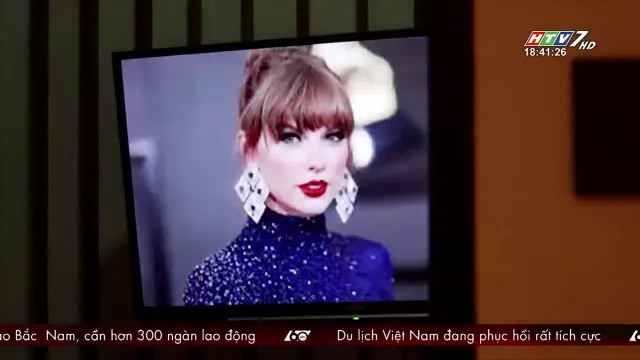 HTV7 HD
18:41:26
ao Bắc Nam, cần hơn 300 ngàn lao động 60 Du lịch Việt Nam đang phục hồi rất tích cực